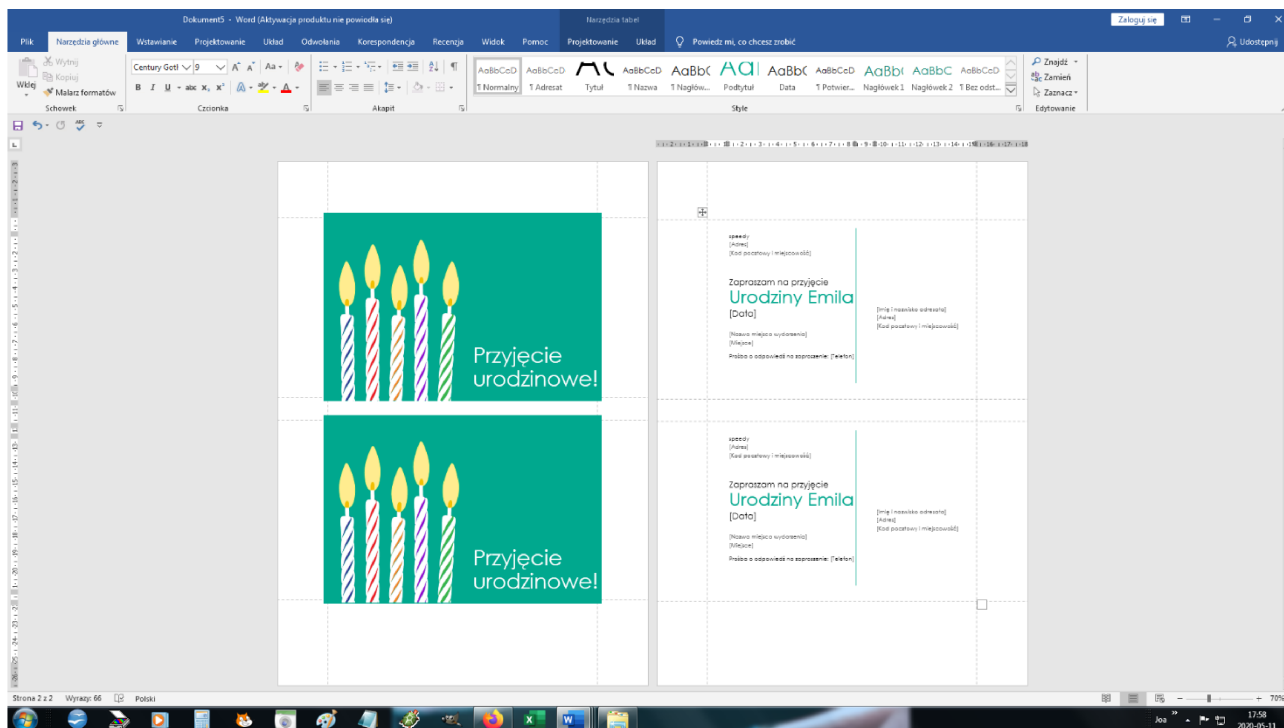 Dokument5 - Word (Aktywacja produktu nie powiodła się)
Narzędzia tabel
Zaloguj się
Plik Narzędzia główne Wstawianie Projektowanie Układ Odwołania Korespondencja Recenzja Widok Pomoc Projektowanie Układ Powiedz mi, co chcesz zrobić Udostępnij
Wklej
Wytnij
Kopiuj
Malarz formatów
Schowek
Century Goth 9
Czcionka
Akapit
AaBbCcD ¶ Normalny
AaBbCcD ¶ Adresat
Tytuł
AaBbCcD ¶ Nazwa
AaBb( ¶ Nagłów...
Podtytuł
AaBb( Data
AaBbCcD ¶ Potwier...
AaBb( Nagłówek 1
AaBbC Nagłówek 2
AaBbCcD ¶ Bez odst...
Style
Znajdź
Zamień
Zaznacz
Edytowanie
Przyjęcie
urodzinowe!
Przyjęcie
urodzinowe!
speedy
[Adres]
[Kod pocztowy i miejscowość]
Zapraszam na przyjęcie
Urodziny Emila
[Data]
[Nazwa miejsca wydarzenia]
[Miejsce]
Prośba o odpowiedź na zaproszenie: [Telefon]
[Imię i nazwisko adresata]
[Adres]
[Kod pocztowy i miejscowość]
speedy
[Adres]
[Kod pocztowy i miejscowość]
Zapraszam na przyjęcie
Urodziny Emila
[Data]
[Nazwa miejsca wydarzenia]
[Miejsce]
Prośba o odpowiedź na zaproszenie: [Telefon]
[Imię i nazwisko adresata]
[Adres]
[Kod pocztowy i miejscowość]
Strona 2 z 2 Wyrazy: 66 Polski
70%
Joa
17:58
2020-05-11